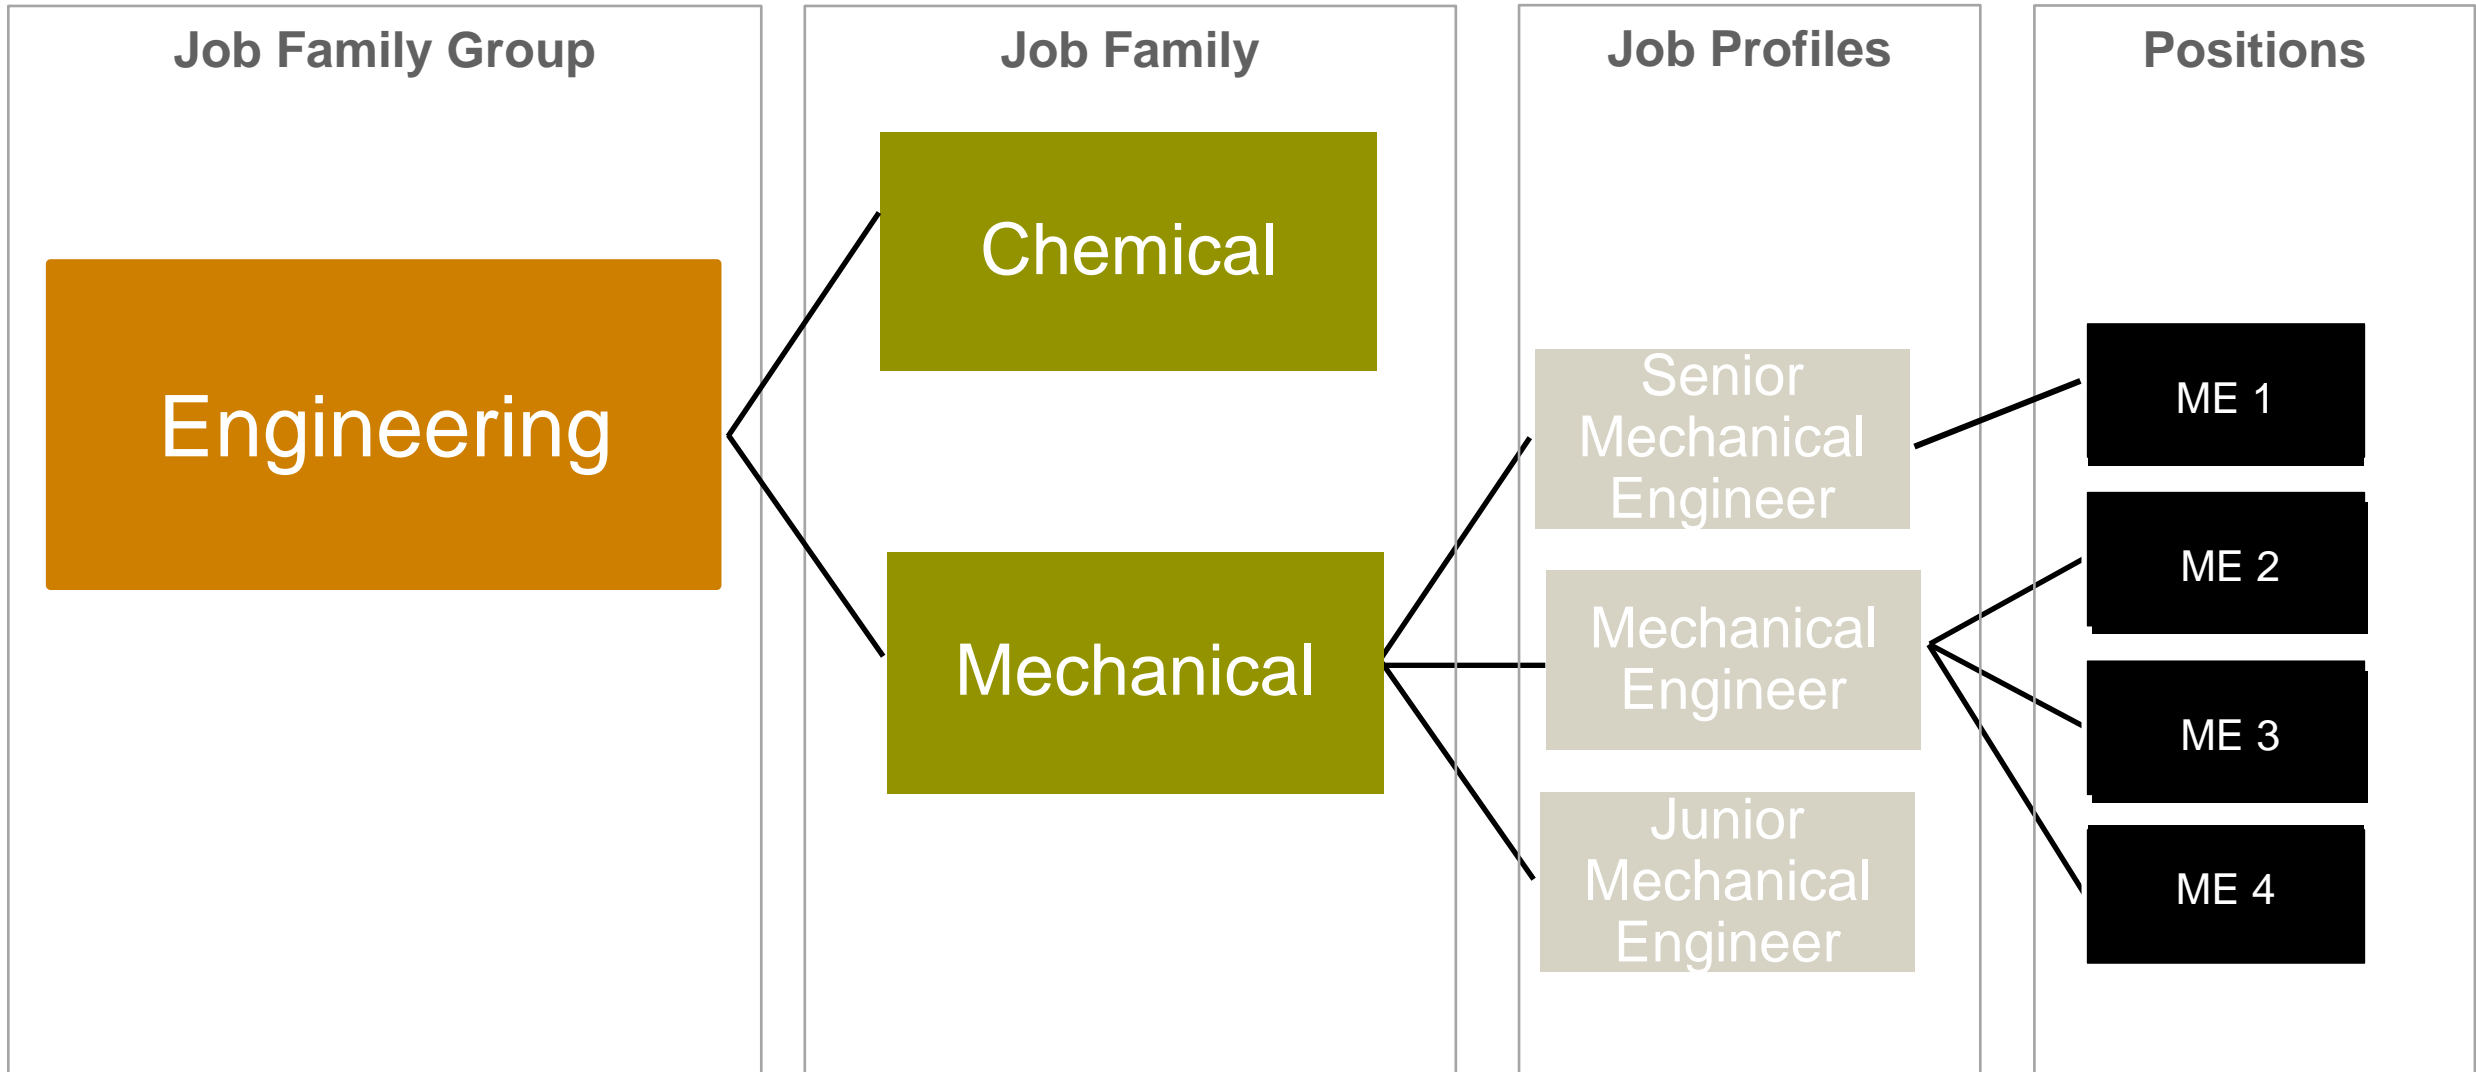 Job Family Group
Job Family
Job Profiles
Positions
Engineering
Chemical
Mechanical
Senior
Mechanical
Engineer
Mechanical
Engineer
Junior
Mechanical
Engineer
ME 1
ME 2
ME 3
ME 4